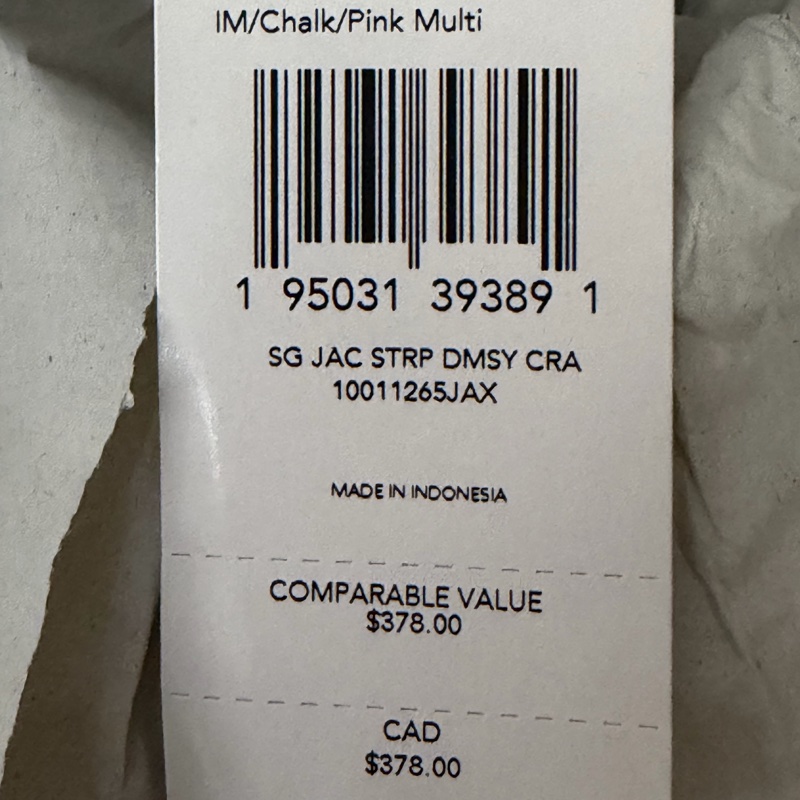 IM/Chalk/Pink Multi
1 95031 39389 1
SG JAC STRP DMSY CRA
10011265JAX
MADE IN INDONESIA
COMPARABLE VALUE
$378.00
CAD
$378.00